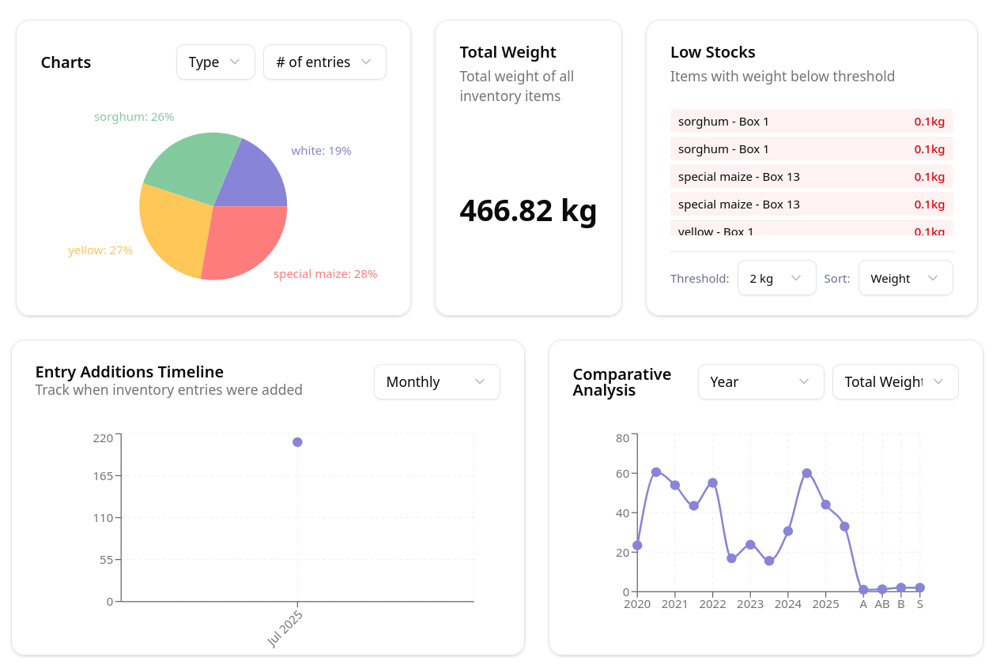 Charts
Type
# of entries
sorghum: 26%
white: 19%
yellow: 27%
special maize: 28%
Total Weight
Total weight of all
inventory items
466.82 kg
Low Stocks
Items with weight below threshold
sorghum - Box 1 0.1kg
sorghum - Box 1 0.1kg
special maize - Box 13 0.1kg
special maize - Box 13 0.1kg
yellow - Box 1 0.1kg
Threshold: 2 kg Sort: Weight
Entry Additions Timeline
Track when inventory entries were added
Monthly
220
165
110
55
0
Jul 2025
Comparative
Analysis
Year
Total Weight
80
60
40
20
0
2020 2021 2022 2023 2024 2025 A AB B S